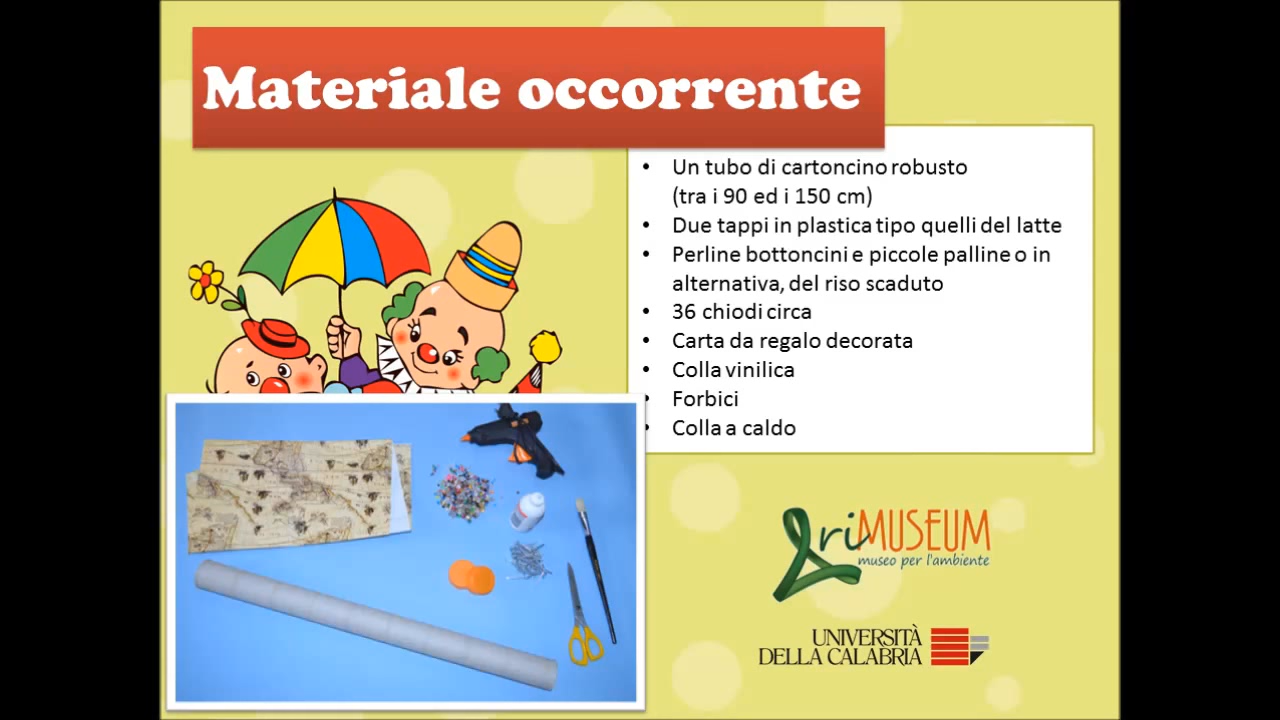 Materiale occorrente
• Un tubo di cartoncino robusto
(tra i 90 ed i 150 cm)
• Due tappi in plastica tipo quelli del latte
• Perline bottoncini e piccole palline o in
alternativa, del riso scaduto
• 36 chiodi circa
• Carta da regalo decorata
• Colla vinilica
• Forbici
• Colla a caldo
AriMUSEUM
museo per l'ambiente
UNIVERSITÀ
DELLA CALABRIA